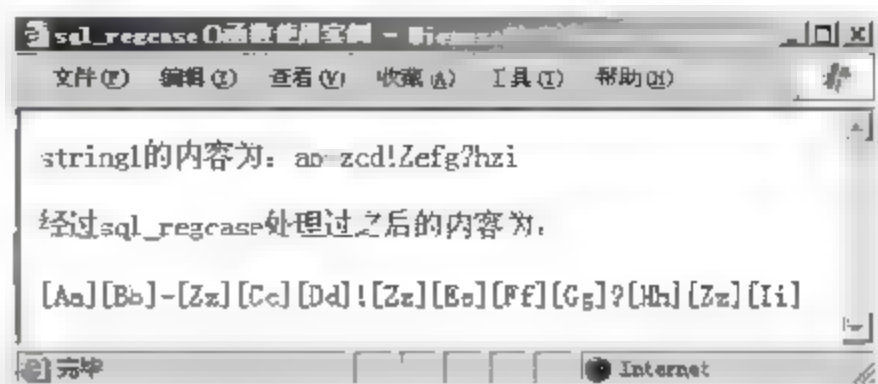 sql_regcase()函数使用实例 -
文件(F) 编辑(E) 查看(V) 收藏(A) 工具(T) 帮助(H)
string1的内容为：ab-zcd!Zefg?hzi
经过sql_regcase处理过之后的内容为：
[Aa][Bb]-[Zz][Cc][Dd]![Zz][Ee][Ff][Gg]?[Hh][Zz][Ii]
完毕 Internet